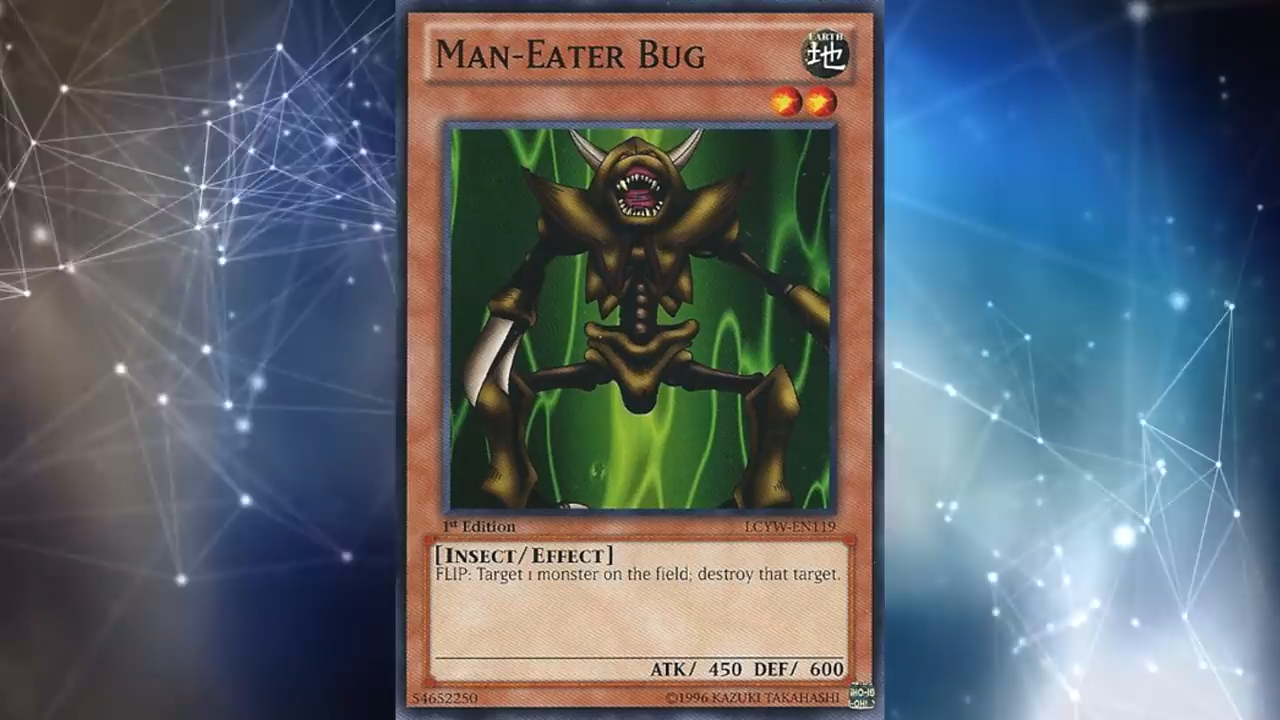 MAN-EATER BUG
EARTH
地
1st Edition
LCYW-EN119
[INSECT/EFFECT]
FLIP: Target 1 monster on the field; destroy that target.
ATK/ 450 DEF/ 600
54652250
©1996 KAZUKI TAKAHASHI